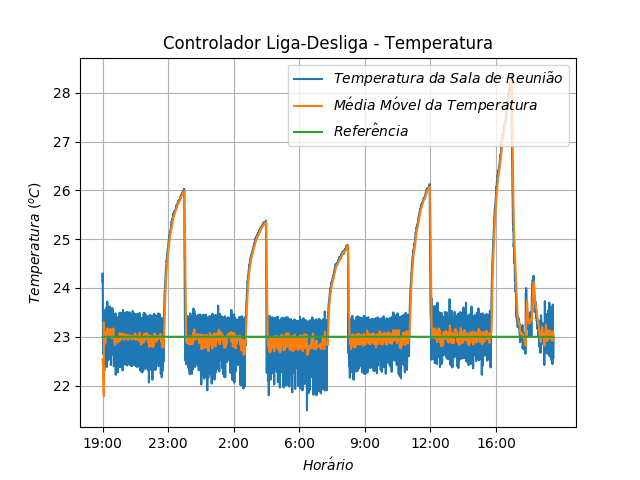 Controlador Liga-Desliga - Temperatura
Temperatura da Sala de Reunião
Média Móvel da Temperatura
Referência
Temperatura (°C)
28
27
26
25
24
23
22
19:00 23:00 2:00 6:00 9:00 12:00 16:00
Horário